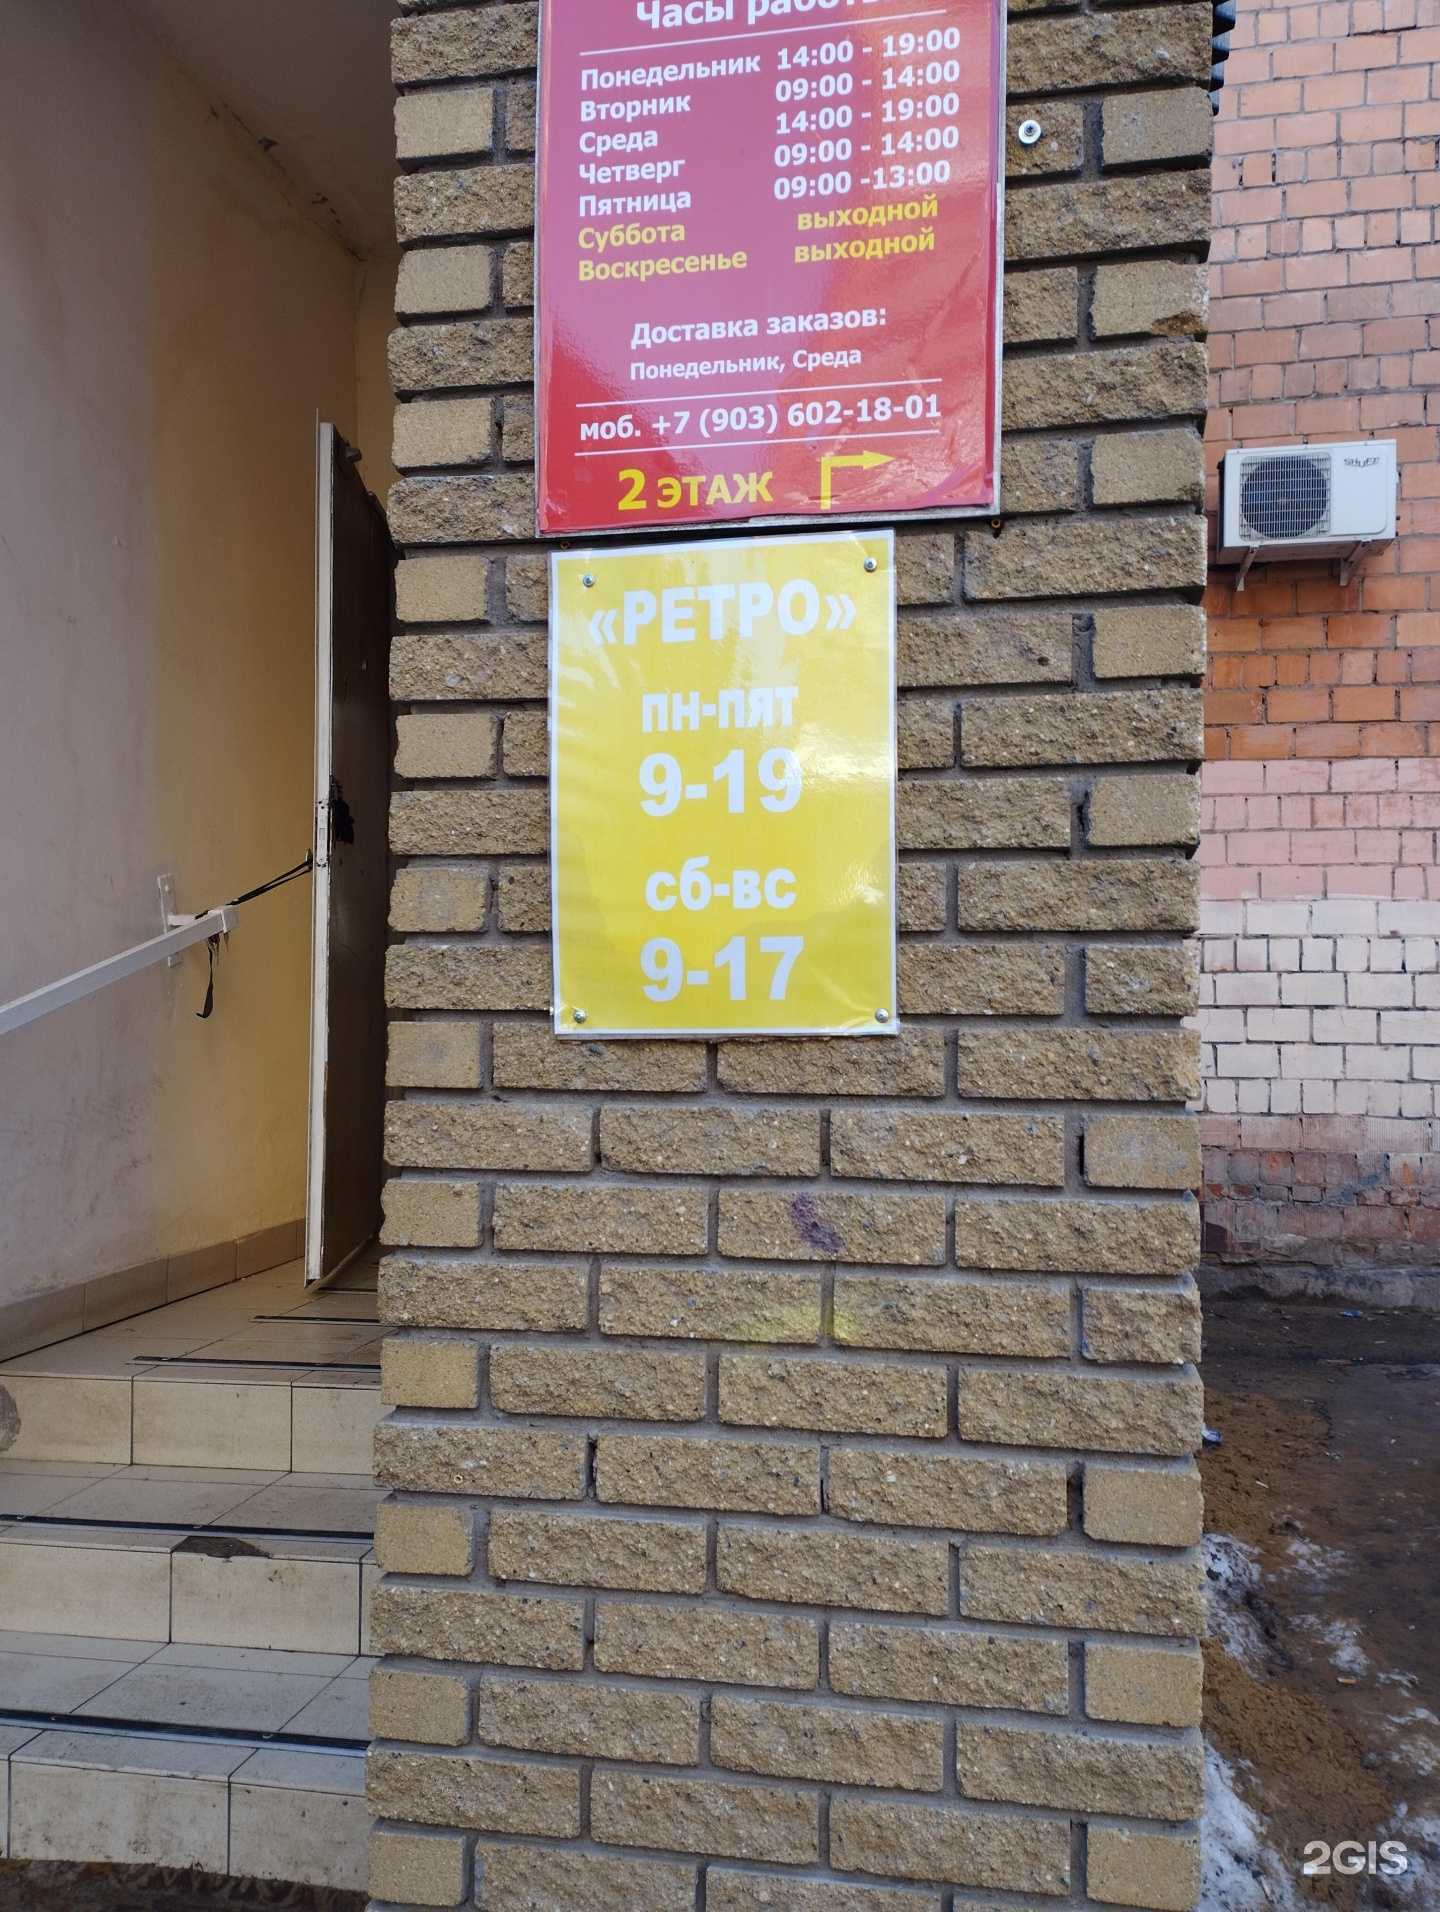 Часы работы
Понедельник 14:00 - 19:00
Вторник 09:00 - 14:00
Среда 14:00 - 19:00
Четверг 09:00 - 14:00
Пятница 09:00 -13:00
Суббота выходной
Воскресенье выходной
Доставка заказов:
Понедельник, Среда
моб. +7 (903) 602-18-01
2 ЭТАЖ
«РЕТРО»
пн-пят
9-19
сб-вс
9-17
2GIS